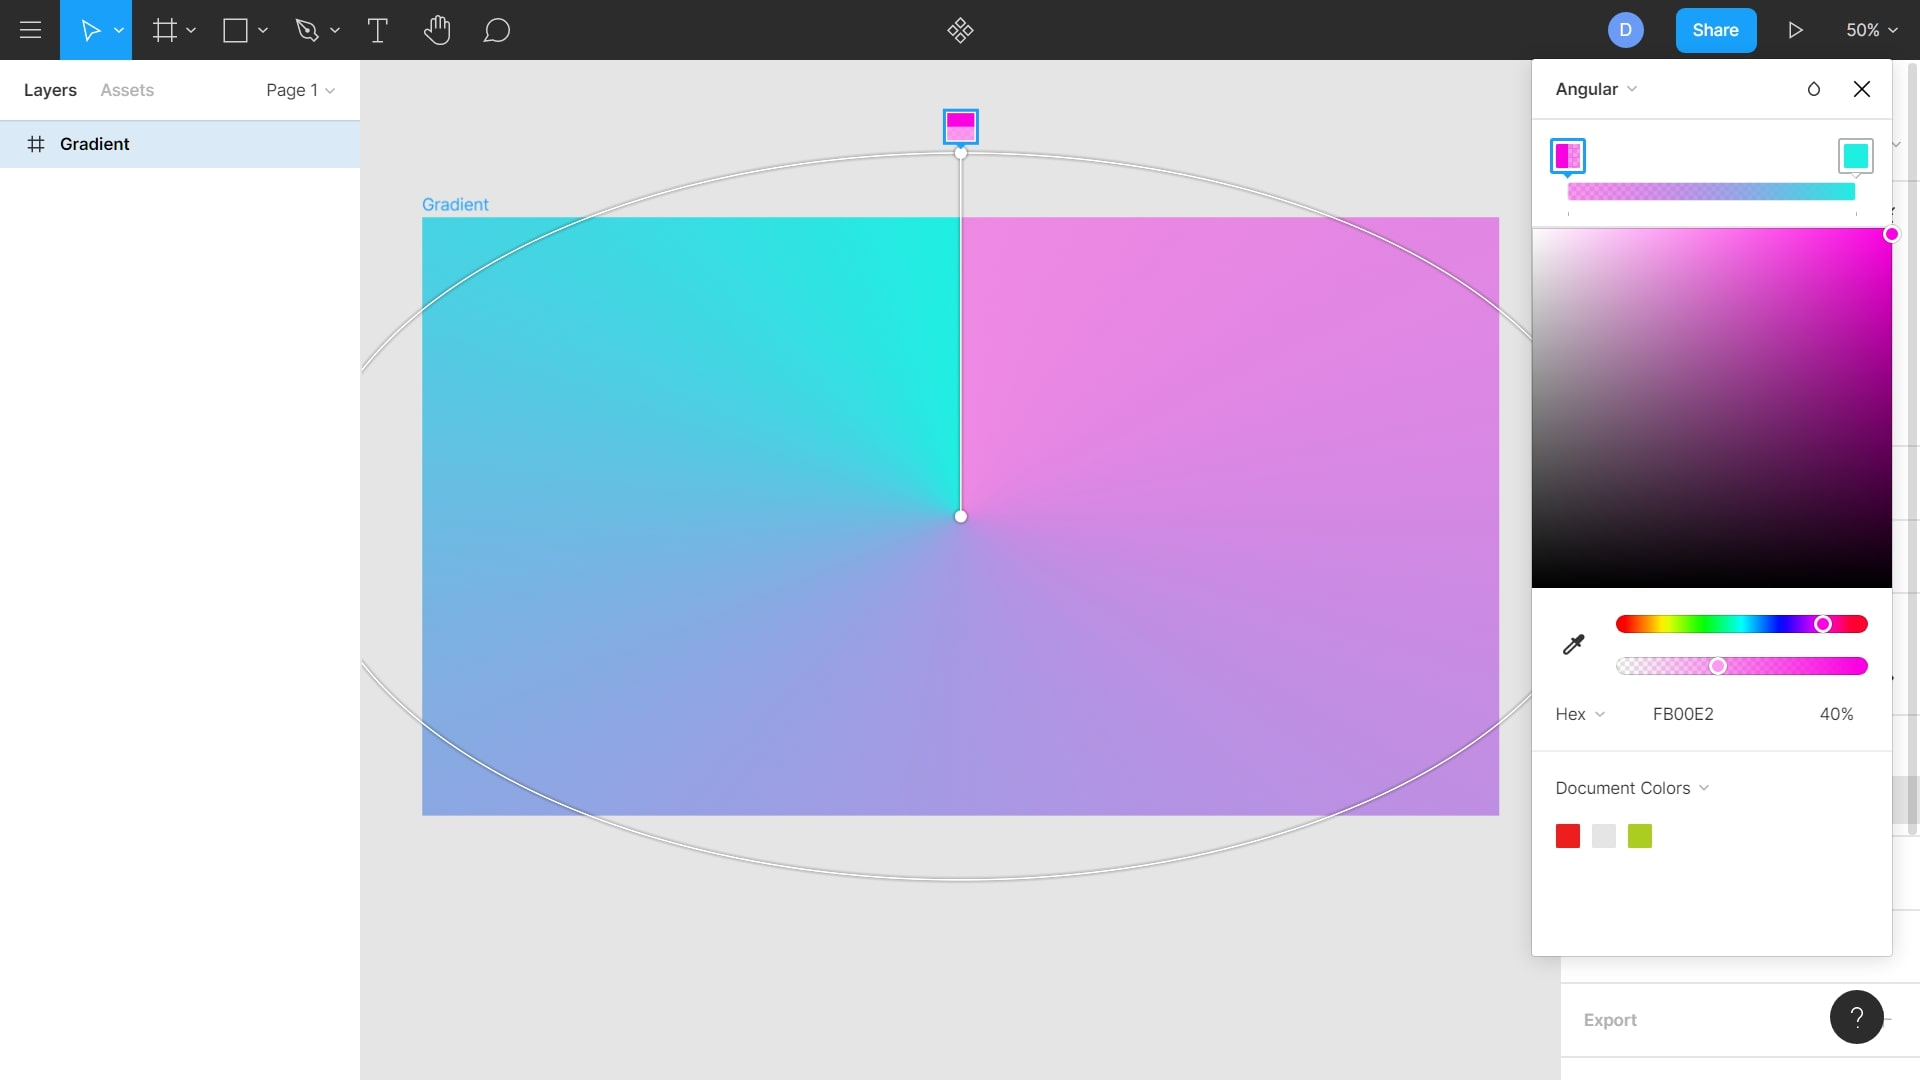 D
Share
50%
Layers
Assets
Page 1
Angular
Gradient
Gradient
Hex
FB00E2
40%
Document Colors
Export
?